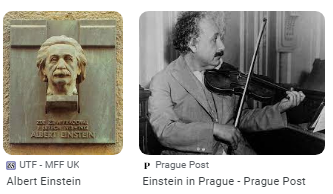 ALBERT EINSTEIN
UTF - MFF UK
Albert Einstein
P Prague Post
Einstein in Prague - Prague Post